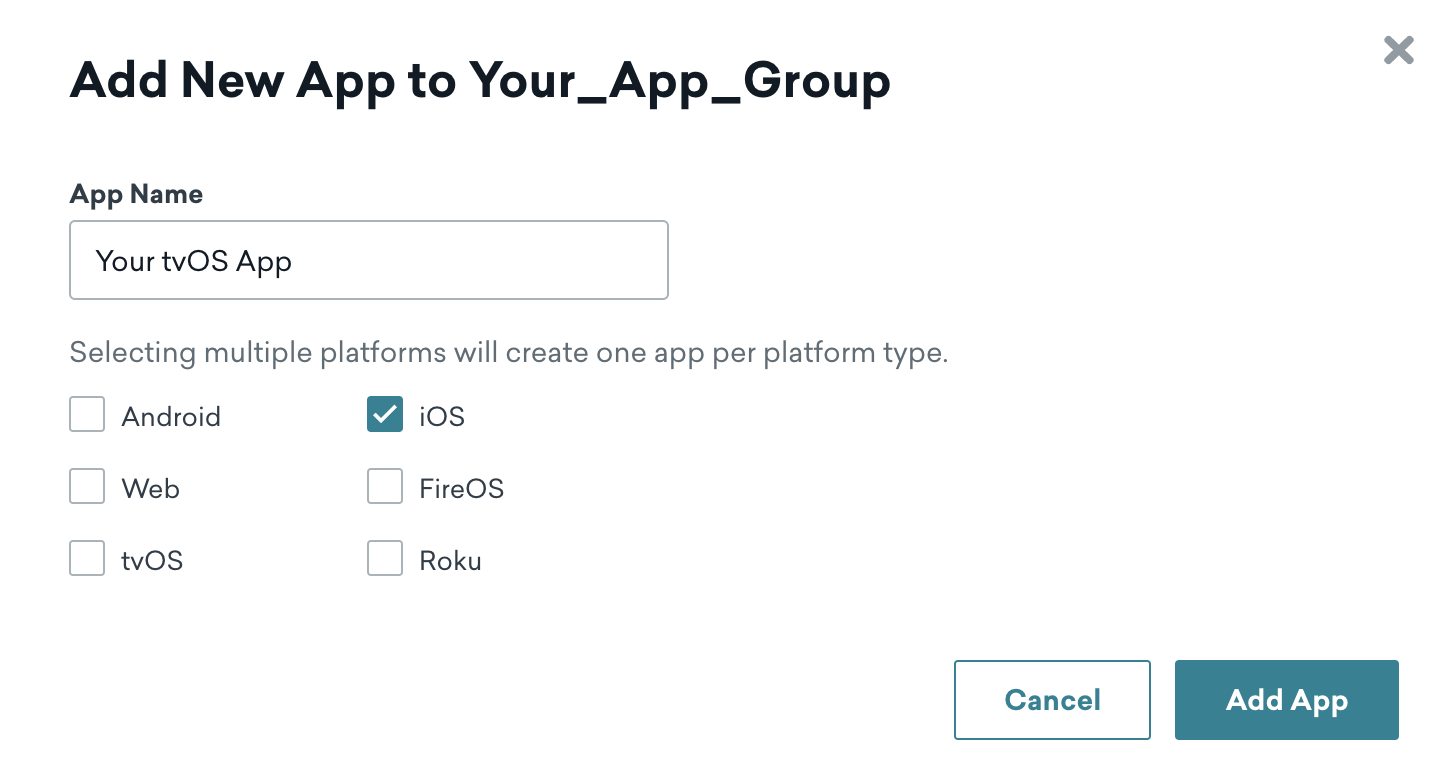 Add New App to Your_App_Group
App Name
Your tvOS App
Selecting multiple platforms will create one app per platform type.
Android
iOS
Web
FireOS
tvOS
Roku
Cancel
Add App